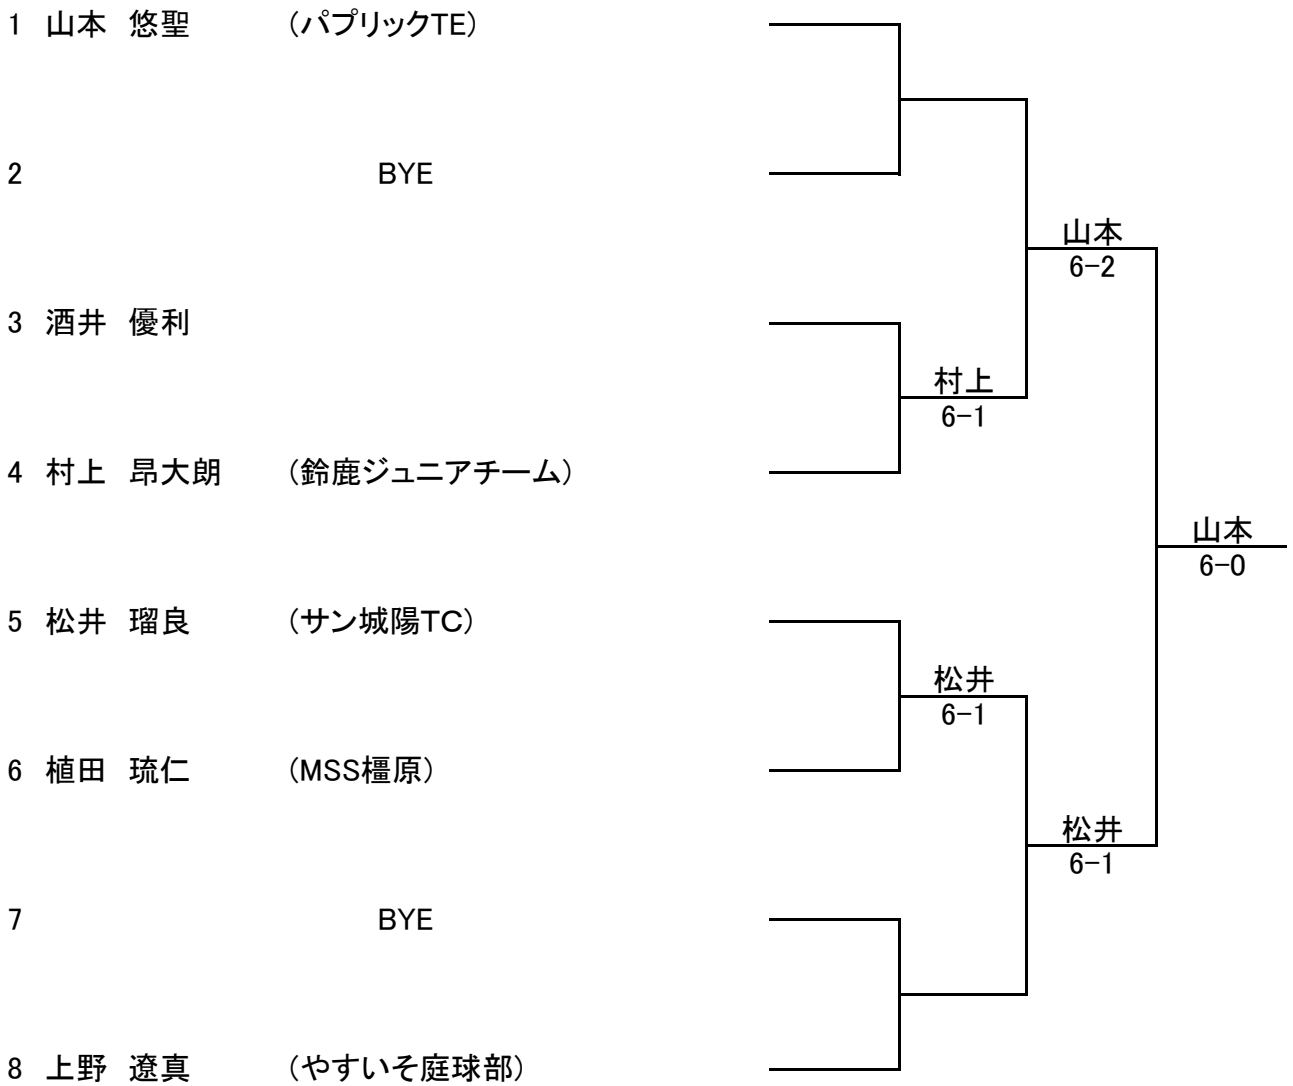 1 山本 悠聖 (パブリックTE)
2 BYE
山本
6-2
3 酒井 優利
村上
6-1
4 村上 昂大朗 (鈴鹿ジュニアチーム)
山本
6-0
5 松井 瑠良 (サン城陽TC)
松井
6-1
6 植田 琉仁 (MSS橿原)
松井
6-1
7 BYE
8 上野 遼真 (やすいそ庭球部)